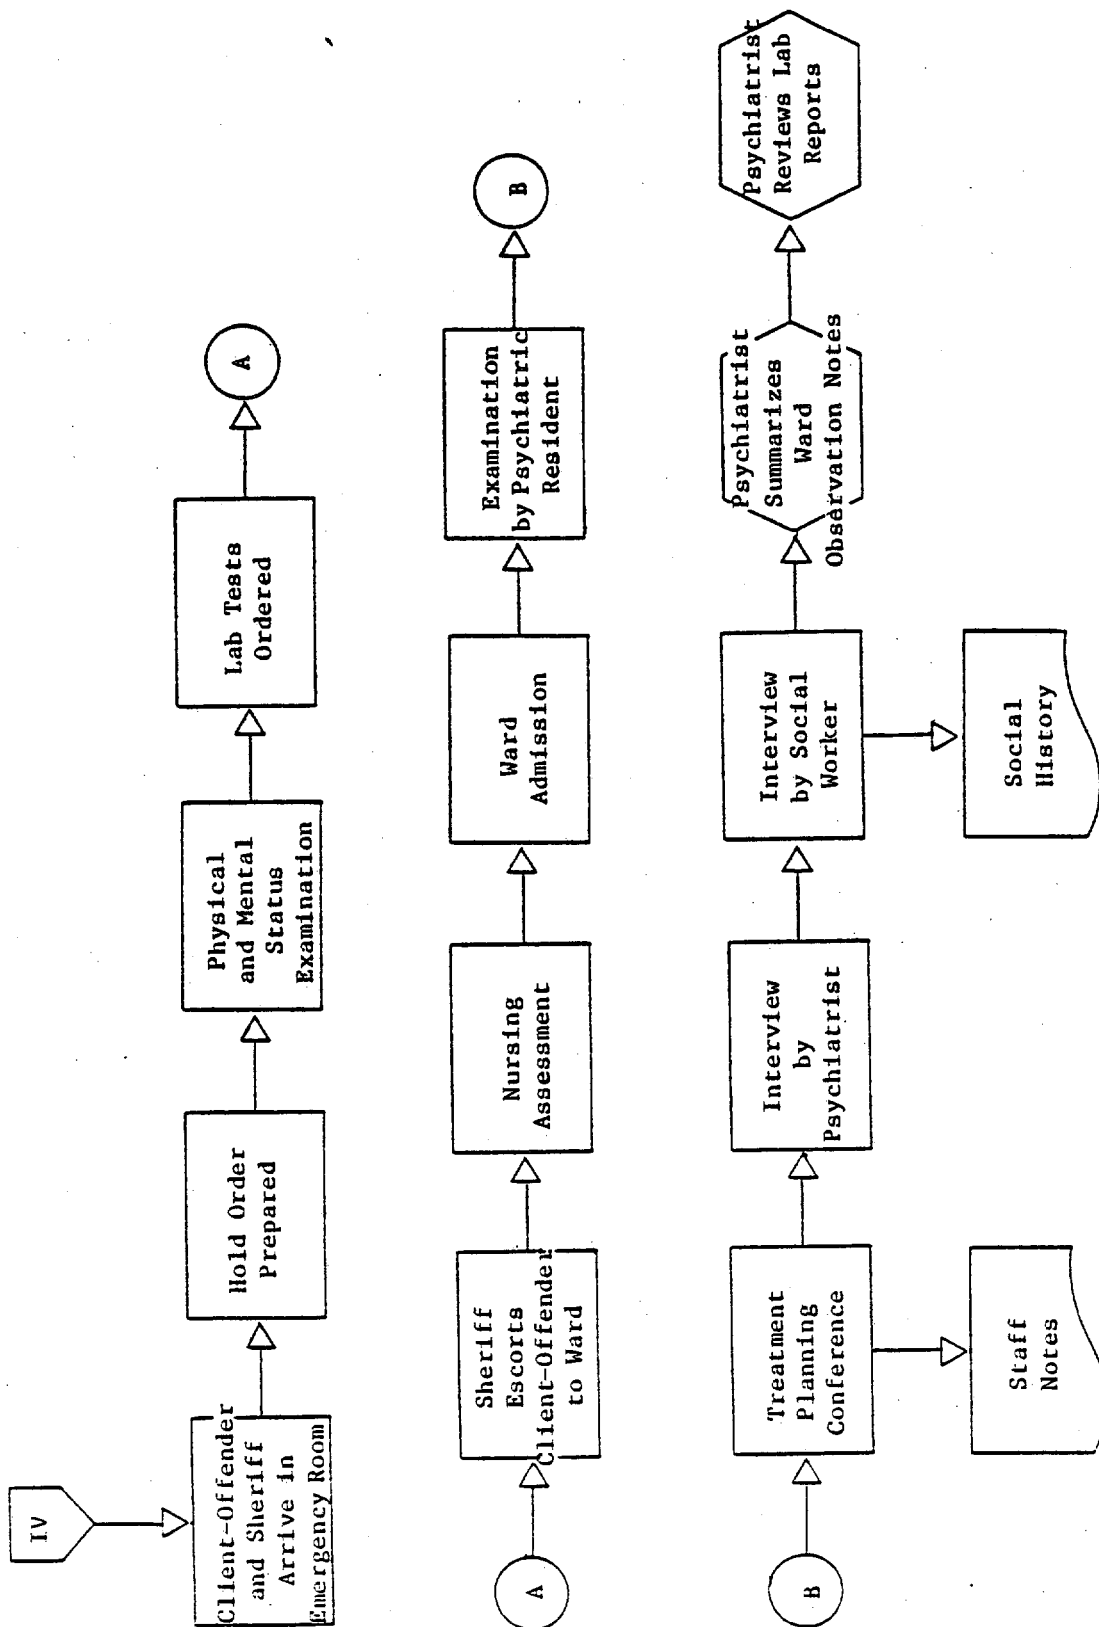 IV
Client-Offender
and Sheriff
Arrive in
Emergency Room
Hold Order
Prepared
Physical
and Mental
Status
Examination
Lab Tests
Ordered
A
A
Sheriff
Escorts
Client-Offender
to Ward
Nursing
Assessment
Ward
Admission
Examination
by Psychiatric
Resident
B
B
Treatment
Planning
Conference
Staff
Notes
Interview
by
Psychiatrist
Interview
by Social
Worker
Social
History
Psychiatrist
Summarizes
Ward
Observation Notes
Psychiatrist
Reviews Lab
Reports